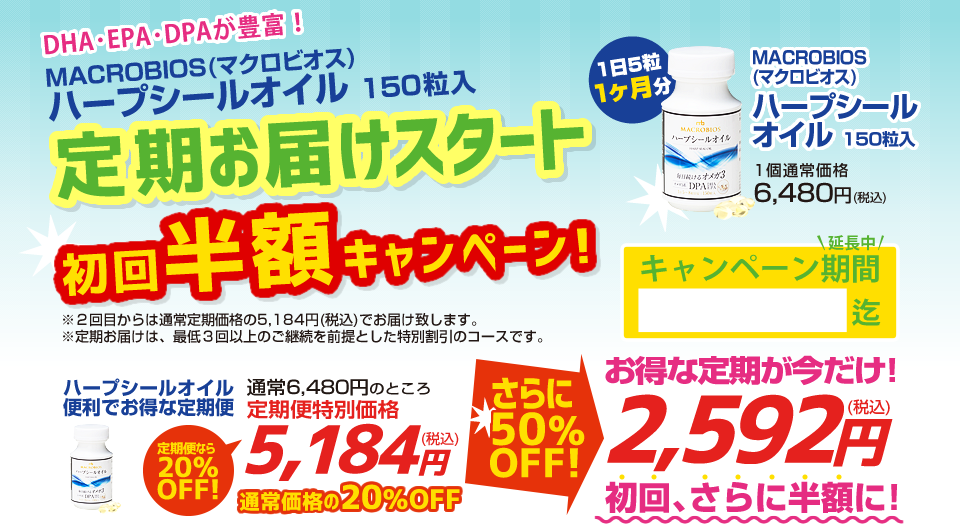 DHA・EPA・DPAが豊富！
MACROBIOS(マクロビオス)
ハープシールオイル 150粒入
定期お届けスタート
初回半額キャンペーン！
※２回目からは通常定期価格の5,184円(税込)でお届け致します。
※定期お届けは、最低３回以上のご継続を前提とした特別割引のコースです。
1日5粒
1ヶ月分
MACROBIOS
ハープシールオイル
毎日続けるオメガ3
DPA
MACROBIOS
(マクロビオス)
ハープシール
オイル 150粒入
１個通常価格
6,480円(税込)
\延長中/
キャンペーン期間
迄
ハープシールオイル
便利でお得な定期便
通常6,480円のところ
定期便特別価格
定期便なら
20%
OFF!
5,184円(税込)
通常価格の20%OFF
さらに
50%
OFF!
お得な定期が今だけ！
2,592円(税込)
初回、さらに半額に！
MACROBIOS
ハープシールオイル
DPA